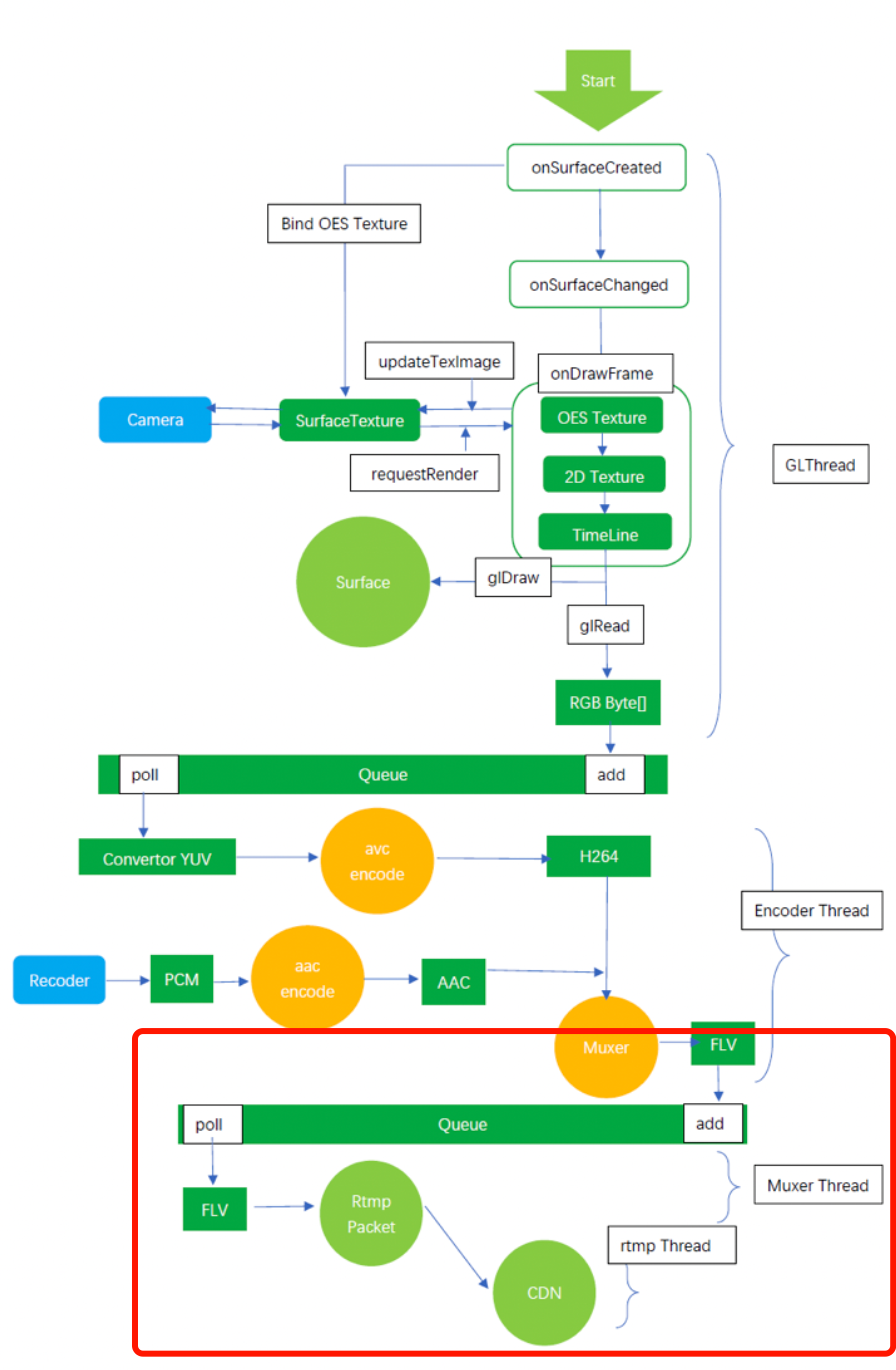 Start
onSurfaceCreated
Bind OES Texture
onSurfaceChanged
updateTexImage
onDrawFrame
Camera
SurfaceTexture
OES Texture
requestRender
2D Texture
GLThread
TimeLine
Surface
glDraw
glRead
RGB Byte[]
poll
Queue
add
Convertor YUV
avc
encode
H264
Encoder Thread
Recoder
PCM
aac
encode
AAC
Muxer
FLV
poll
Queue
add
FLV
Rtmp
Packet
Muxer Thread
rtmp Thread
CDN